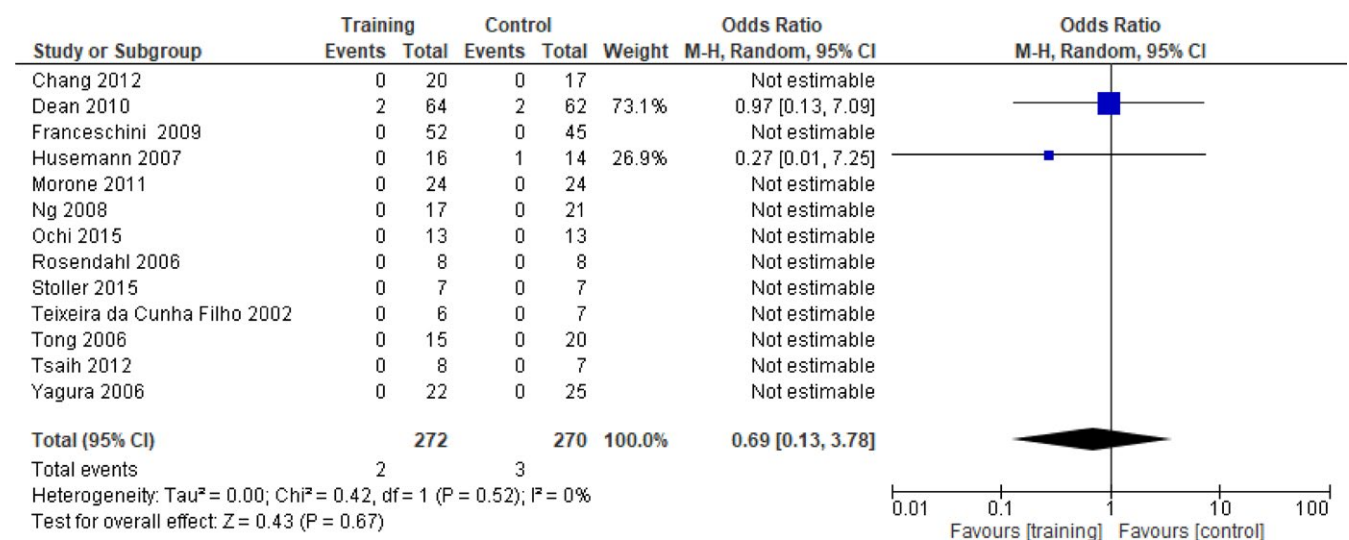 Training Control Odds Ratio Odds Ratio
Study or Subgroup Events Total Events Total Weight M-H, Random, 95% CI M-H, Random, 95% CI
Chang 2012 0 20 0 17 Not estimable
Dean 2010 2 64 2 62 73.1% 0.97 [0.13, 7.09]
Franceschini 2009 0 52 0 45 Not estimable
Husemann 2007 0 16 1 14 26.9% 0.27 [0.01, 7.25]
Morone 2011 0 24 0 24 Not estimable
Ng 2008 0 17 0 21 Not estimable
Ochi 2015 0 13 0 13 Not estimable
Rosendahl 2006 0 8 0 8 Not estimable
Stoller 2015 0 7 0 7 Not estimable
Teixeira da Cunha Filho 2002 0 6 0 7 Not estimable
Tong 2006 0 15 0 20 Not estimable
Tsaih 2012 0 8 0 7 Not estimable
Yagura 2006 0 22 0 25 Not estimable
Total (95% CI) 272 270 100.0% 0.69 [0.13, 3.78]
Total events 2 3
Heterogeneity: Tau² = 0.00; Chi² = 0.42, df = 1 (P = 0.52); I² = 0%
Test for overall effect: Z = 0.43 (P = 0.67)
0.01 0.1 1 10 100
Favours [training] Favours [control]